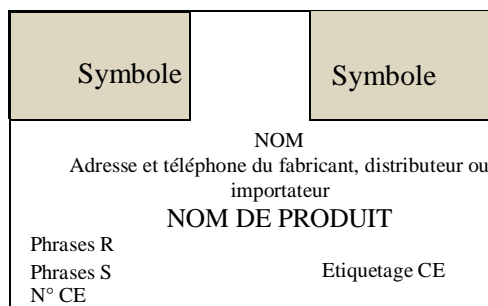 Symbole
Symbole
NOM
Adresse et téléphone du fabricant, distributeur ou
importateur
NOM DE PRODUIT
Phrases R
Phrases S
Etiquetage CE
N° CE